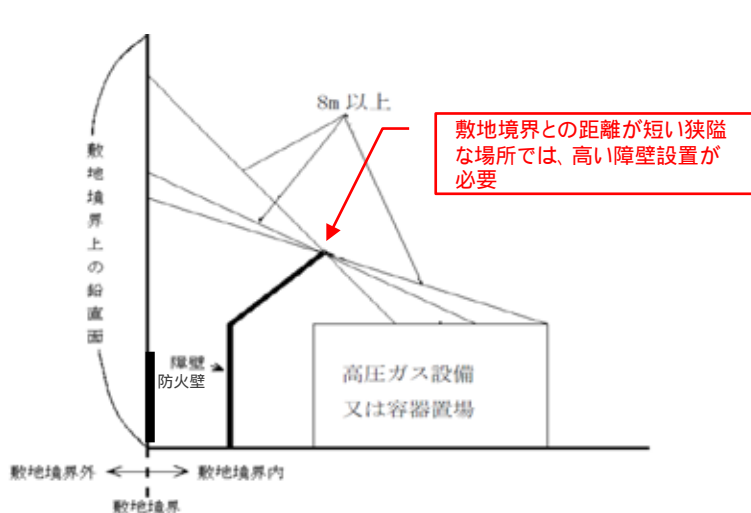 8m 以上
敷地境界との距離が短い狭隘
な場所では、高い障壁設置が
必要
敷地境界上の鉛直面
障壁
防火壁
高圧ガス設備
又は容器置場
敷地境界外
敷地境界内
敷地境界